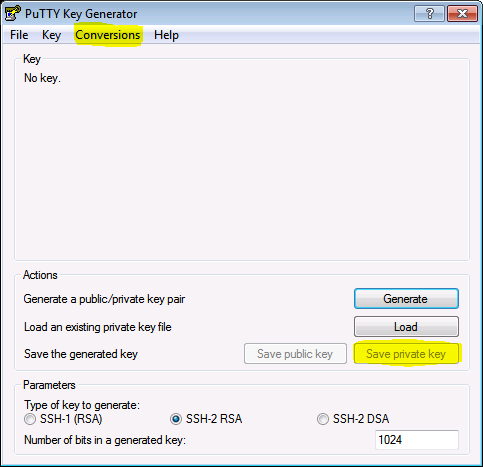 PuTTY Key Generator
File Key Conversions Help
Key
No key.
Actions
Generate a public/private key pair Generate
Load an existing private key file Load
Save the generated key Save public key Save private key
Parameters
Type of key to generate:
SSH-1 (RSA) SSH-2 RSA SSH-2 DSA
Number of bits in a generated key: 1024